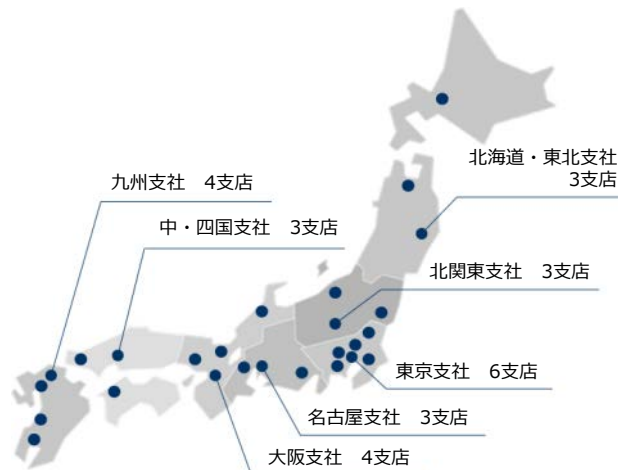 北海道・東北支社
3支店
九州支社　4支店
中・四国支社　3支店
北関東支社　3支店
東京支社　6支店
名古屋支社　3支店
大阪支社　4支店